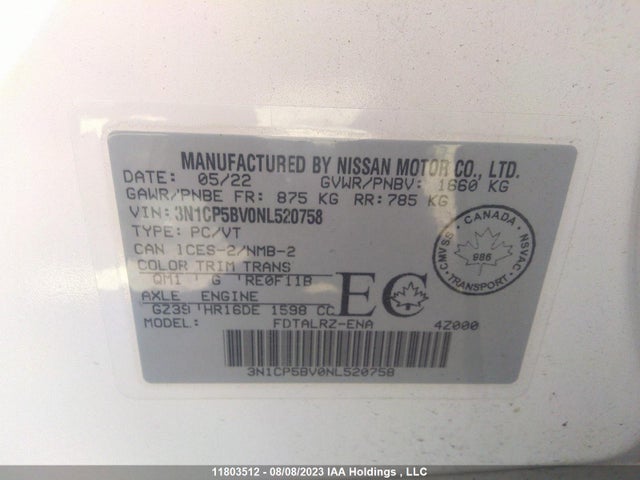 MANUFACTURED BY NISSAN MOTOR CO., LTD.
DATE: 05/22 GVWR/PNBV: 1660 KG
GAWR/PNBE FR: 875 KG RR:785 KG
VIN: 3N1CP5BV0NL520758
TYPE: PC/VT
CAN ICES-2/NMB-2
COLOR TRIM TRANS
QM1 G RE0F11B
AXLE ENGINE
GZ39 HR16DE 1598 CC
MODEL: FDTALRZ-ENA 4Z000
EC
CANADA
CMVSS
NSVAC
886
TRANSPORT
3N1CP5BV0NL520758
11803512 - 08/08/2023 IAA Holdings , LLC